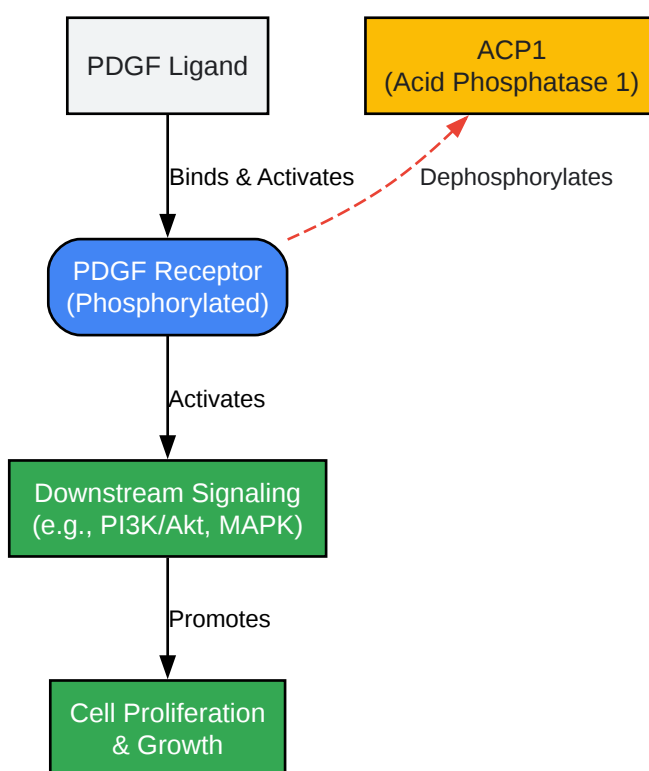 PDGF Ligand
ACP1
(Acid Phosphatase 1)
Binds & Activates
Dephosphorylates
PDGF Receptor
(Phosphorylated)
Activates
Downstream Signaling
(e.g., PI3K/Akt, MAPK)
Promotes
Cell Proliferation
& Growth